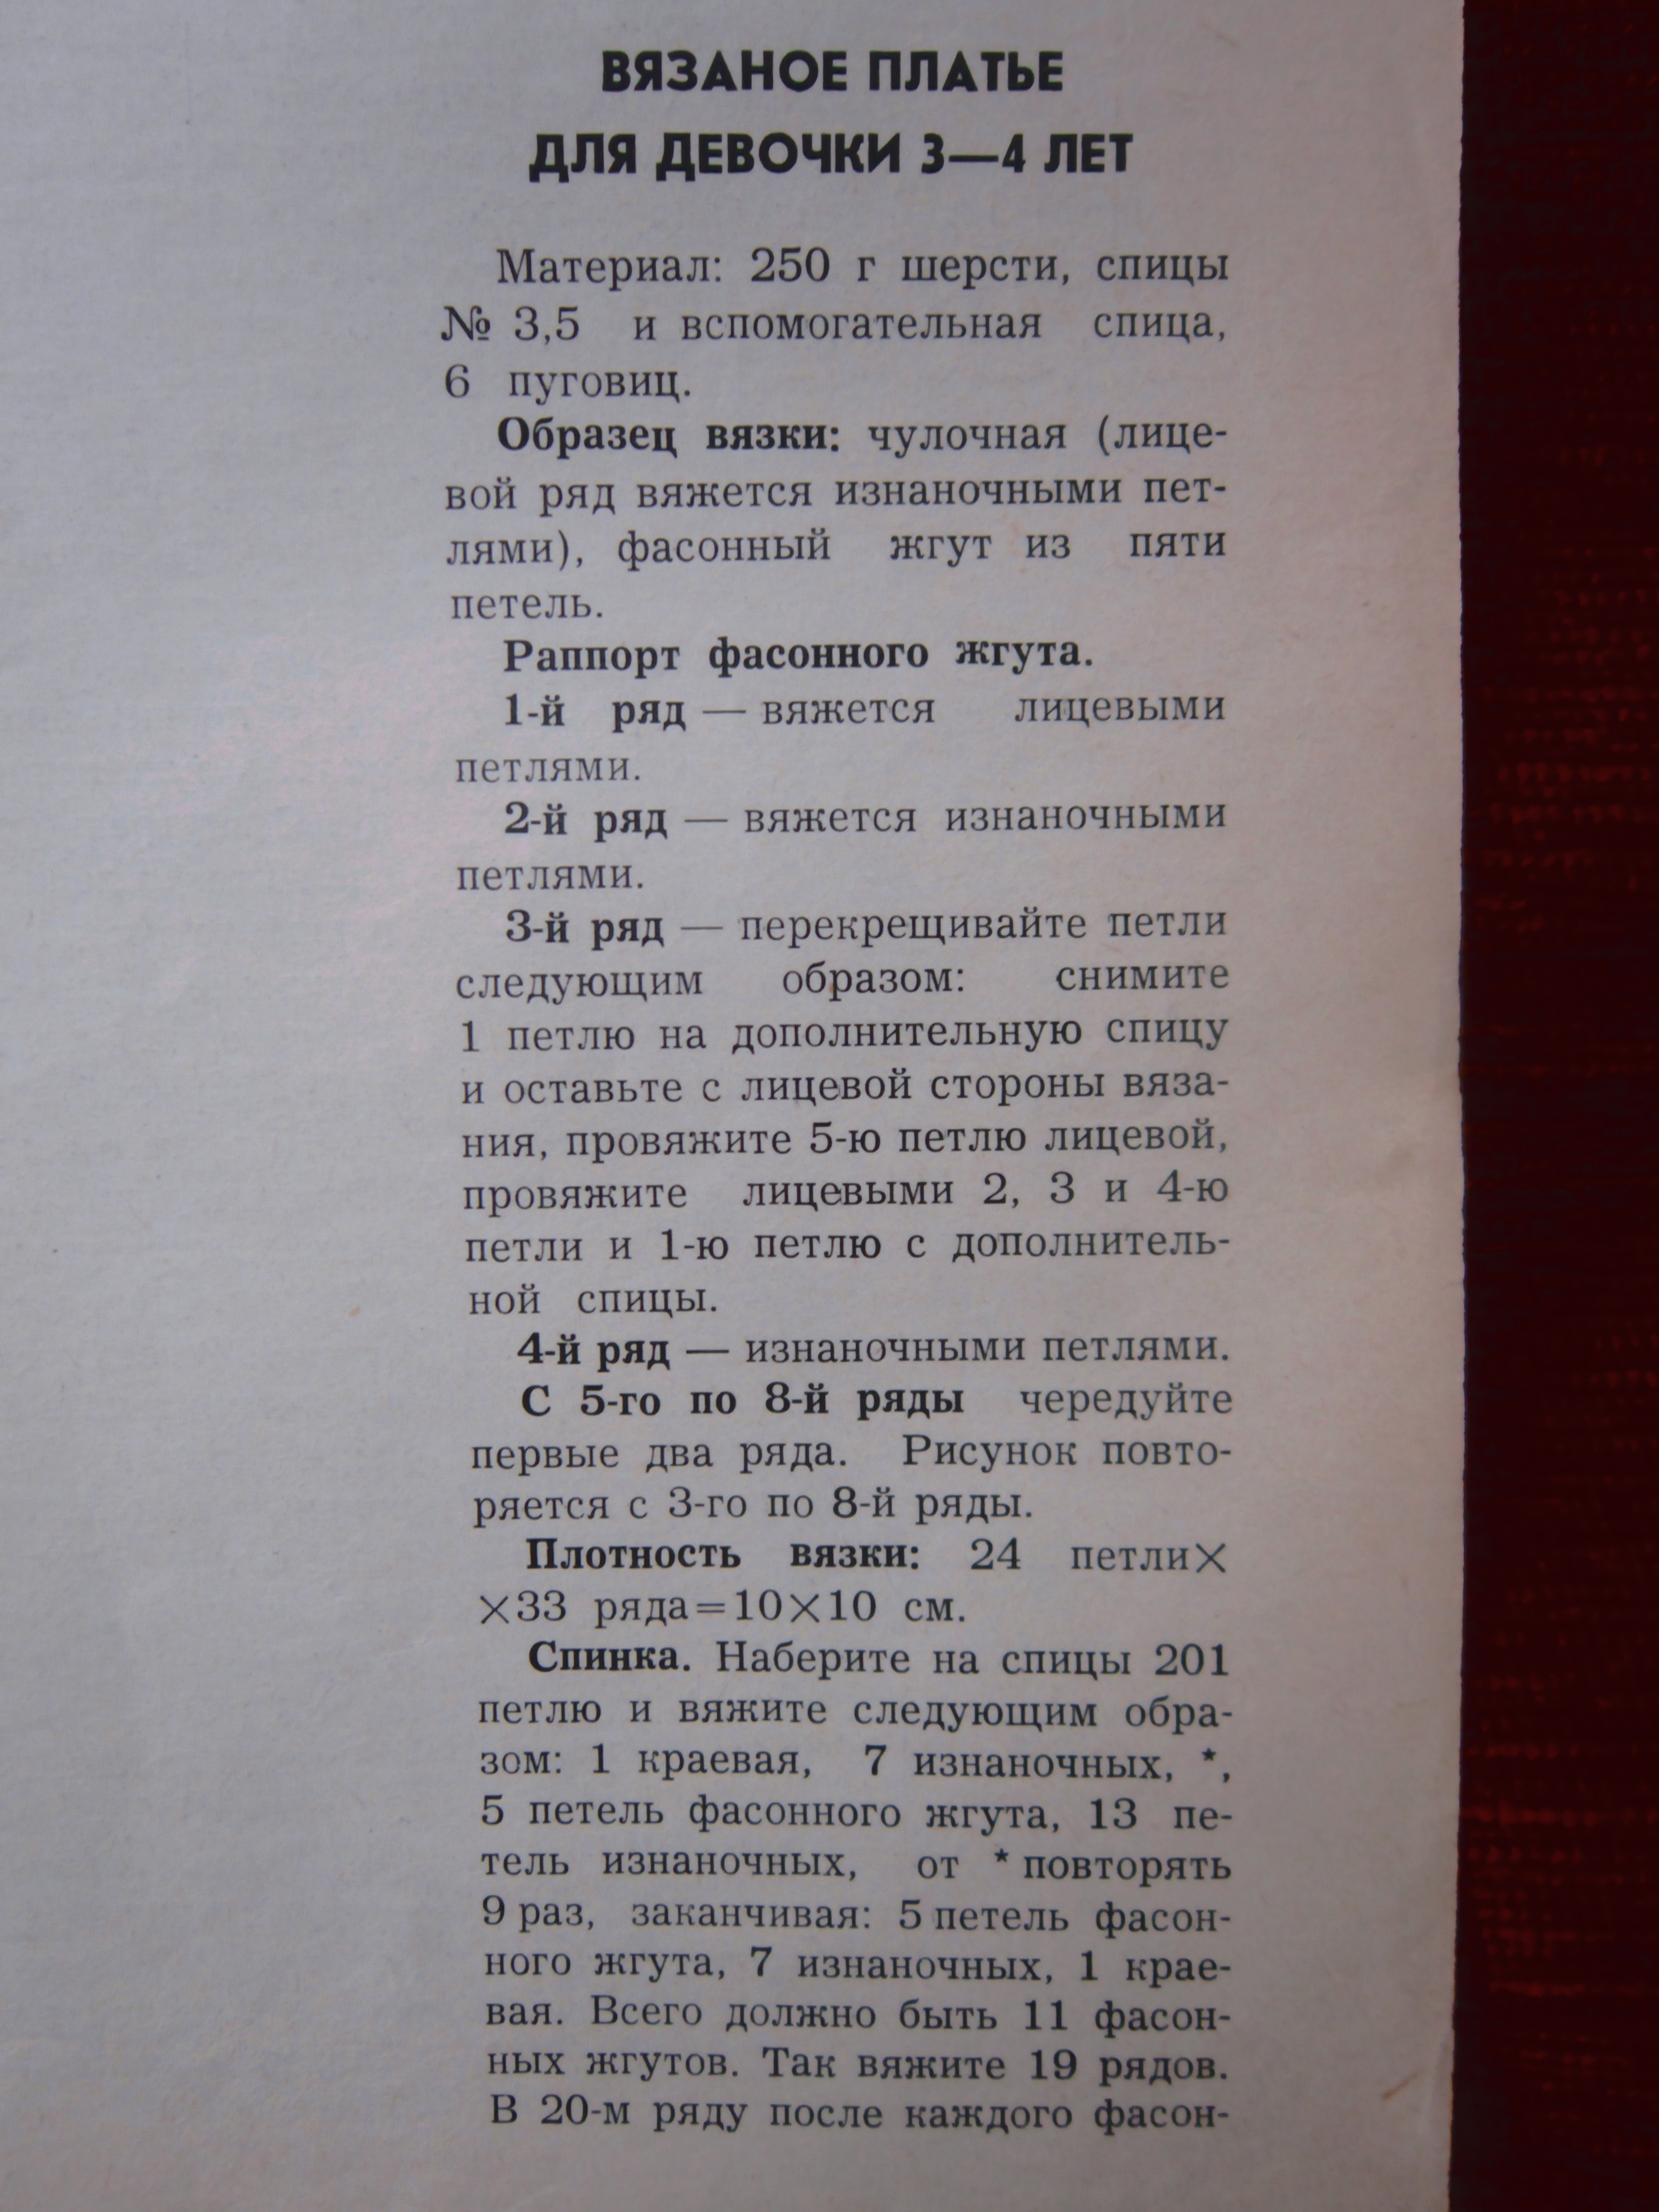 ВЯЗАНОЕ ПЛАТЬЕ
ДЛЯ ДЕВОЧКИ 3—4 ЛЕТ
Материал: 250 г шерсти, спицы
№ 3,5 и вспомогательная спица,
6 пуговиц.
Образец вязки: чулочная (лице-
вой ряд вяжется изнаночными пет-
лями), фасонный жгут из пяти
петель.
Раппорт фасонного жгута.
1-й ряд — вяжется лицевыми
петлями.
2-й ряд — вяжется изнаночными
петлями.
3-й ряд — перекрещивайте петли
следующим образом: снимите
1 петлю на дополнительную спицу
и оставьте с лицевой стороны вяза-
ния, провяжите 5-ю петлю лицевой,
провяжите лицевыми 2, 3 и 4-ю
петли и 1-ю петлю с дополнитель-
ной спицы.
4-й ряд — изнаночными петлями.
С 5-го по 8-й ряды чередуйте
первые два ряда. Рисунок повто-
ряется с 3-го по 8-й ряды.
Плотность вязки: 24 петли×
×33 ряда=10×10 см.
Спинка. Наберите на спицы 201
петлю и вяжите следующим обра-
зом: 1 краевая, 7 изнаночных, *,
5 петель фасонного жгута, 13 пе-
тель изнаночных, от * повторять
9 раз, заканчивая: 5 петель фасон-
ного жгута, 7 изнаночных, 1 крае-
вая. Всего должно быть 11 фасон-
ных жгутов. Так вяжите 19 рядов.
В 20-м ряду после каждого фасон-